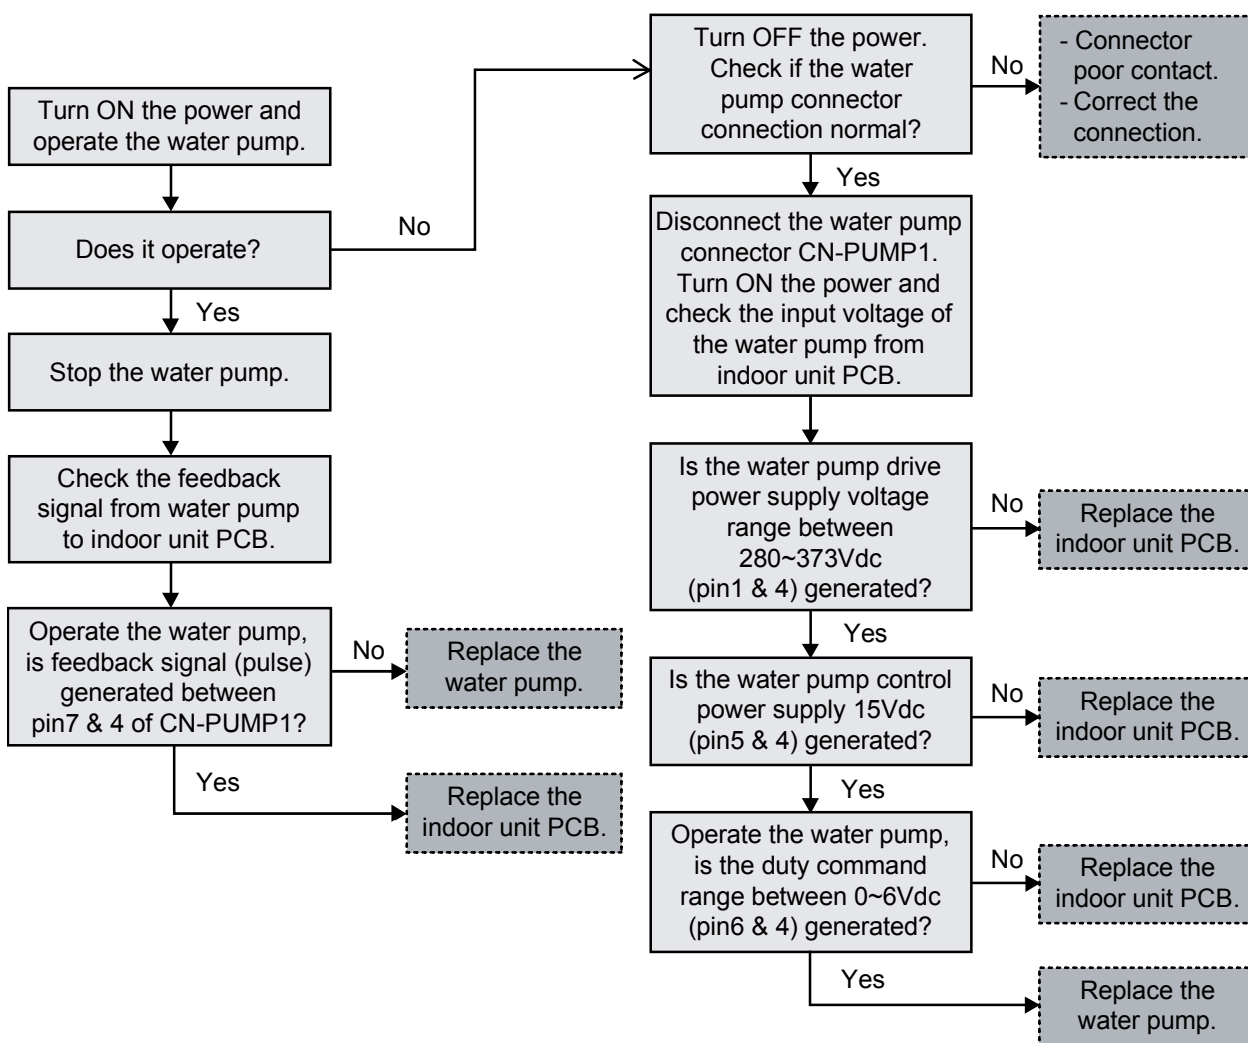 Turn ON the power and
operate the water pump.
Does it operate?
No
Yes
Stop the water pump.
Check the feedback
signal from water pump
to indoor unit PCB.
Operate the water pump,
is feedback signal (pulse)
generated between
pin7 & 4 of CN-PUMP1?
No
Replace the
water pump.
Yes
Replace the
indoor unit PCB.
Turn OFF the power.
Check if the water
pump connector
connection normal?
No
- Connector
poor contact.
- Correct the
connection.
Yes
Disconnect the water pump
connector CN-PUMP1.
Turn ON the power and
check the input voltage of
the water pump from
indoor unit PCB.
Is the water pump drive
power supply voltage
range between
280~373Vdc
(pin1 & 4) generated?
No
Replace the
indoor unit PCB.
Yes
Is the water pump control
power supply 15Vdc
(pin5 & 4) generated?
No
Replace the
indoor unit PCB.
Yes
Operate the water pump,
is the duty command
range between 0~6Vdc
(pin6 & 4) generated?
No
Replace the
indoor unit PCB.
Yes
Replace the
water pump.